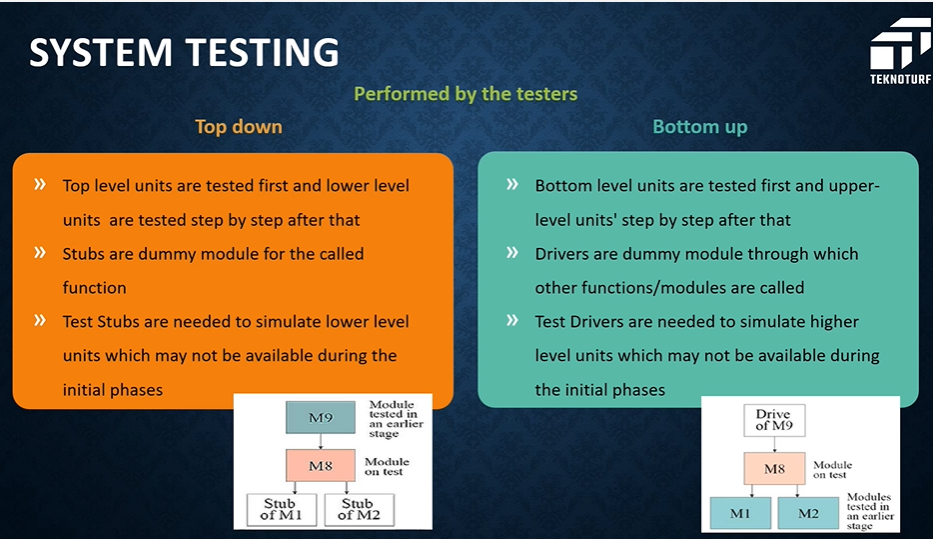 SYSTEM TESTING
TEKNOTURF
Performed by the testers
Top down
» Top level units are tested first and lower level
units are tested step by step after that
» Stubs are dummy module for the called
function
» Test Stubs are needed to simulate lower level
units which may not be available during the
initial phases
M9
Module
tested in
an earlier
stage
M8
Module
on test
Stub
of M1
Stub
of M2
Bottom up
» Bottom level units are tested first and upper-
level units' step by step after that
» Drivers are dummy module through which
other functions/modules are called
» Test Drivers are needed to simulate higher
level units which may not be available during
the initial phases
Drive
of M9
M8
Module
on test
M1
M2
Modules
tested in
an earlier
stage